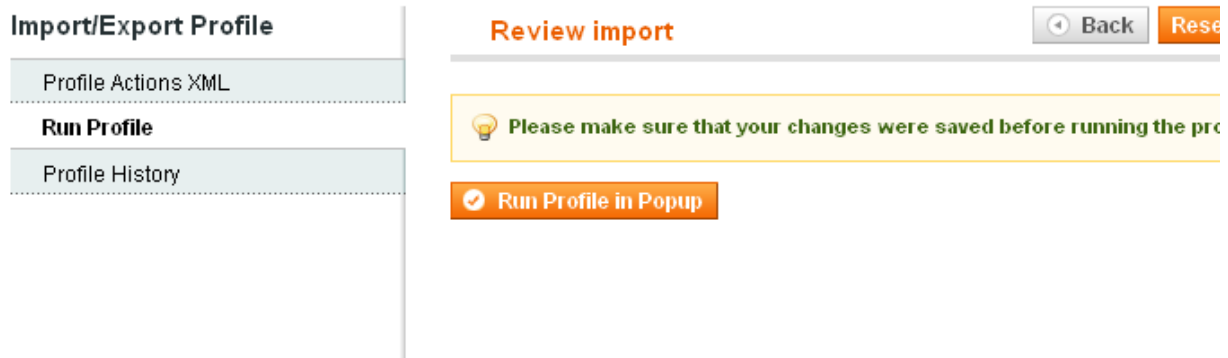 Import/Export Profile
Profile Actions XML
Run Profile
Profile History
Review import
Back
Please make sure that your changes were saved before running the
Run Profile in Popup